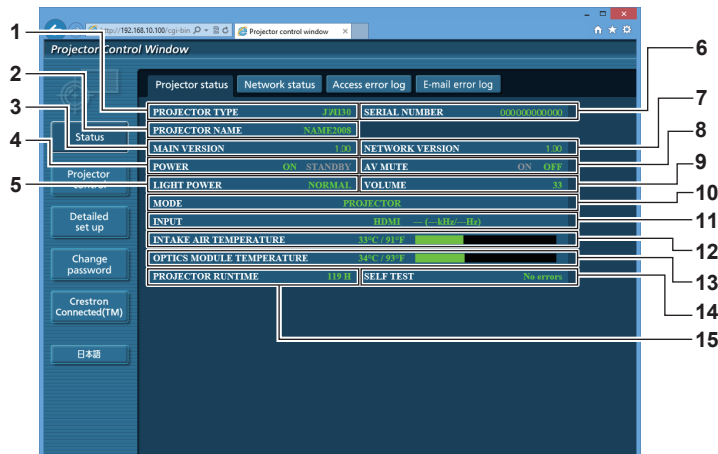 http://192.168.10.100/cgi-bin
Projector control window
Projector Control Window
Projector status
Network status
Access error log
E-mail error log
Status
Projector control
Detailed
set up
Change
password
Crestron
Connected(TM)
日本語
PROJECTOR TYPE
SERIAL NUMBER 000000000000
PROJECTOR NAME NAME2008
MAIN VERSION 1.00
NETWORK VERSION 1.00
POWER ON STANDBY
AV MUTE ON OFF
LIGHT POWER NORMAL
VOLUME 33
MODE PROJECTOR
INPUT HDMI --- (---kHz/---Hz)
INTAKE AIR TEMPERATURE 33°C / 91°F
OPTICS MODULE TEMPERATURE 34°C / 93°F
PROJECTOR RUNTIME 119 H
SELF TEST No errors
1
2
3
4
5
6
7
8
9
10
11
12
13
14
15